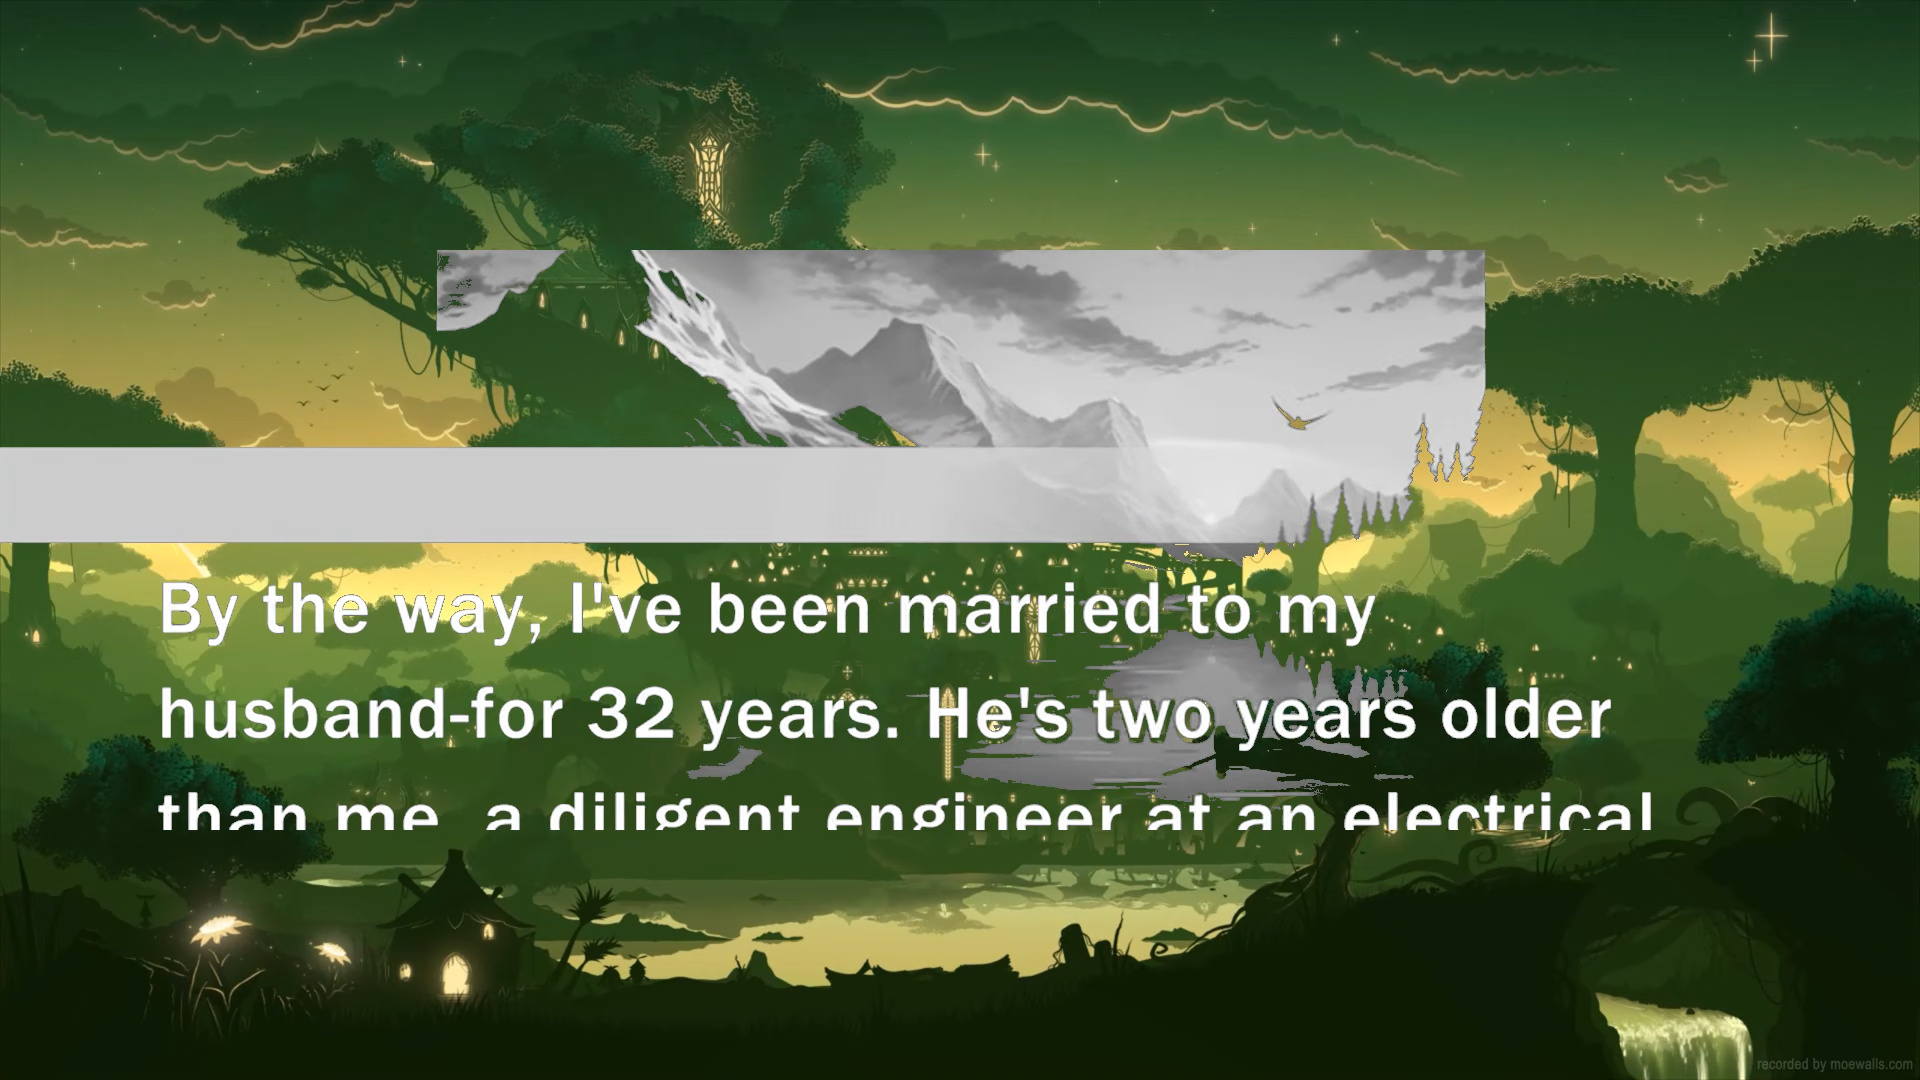 By the way, I've been married to my
husband-for 32 years. He's two years older
than me, a diligent engineer at an electrical
recorded by moewalls.com